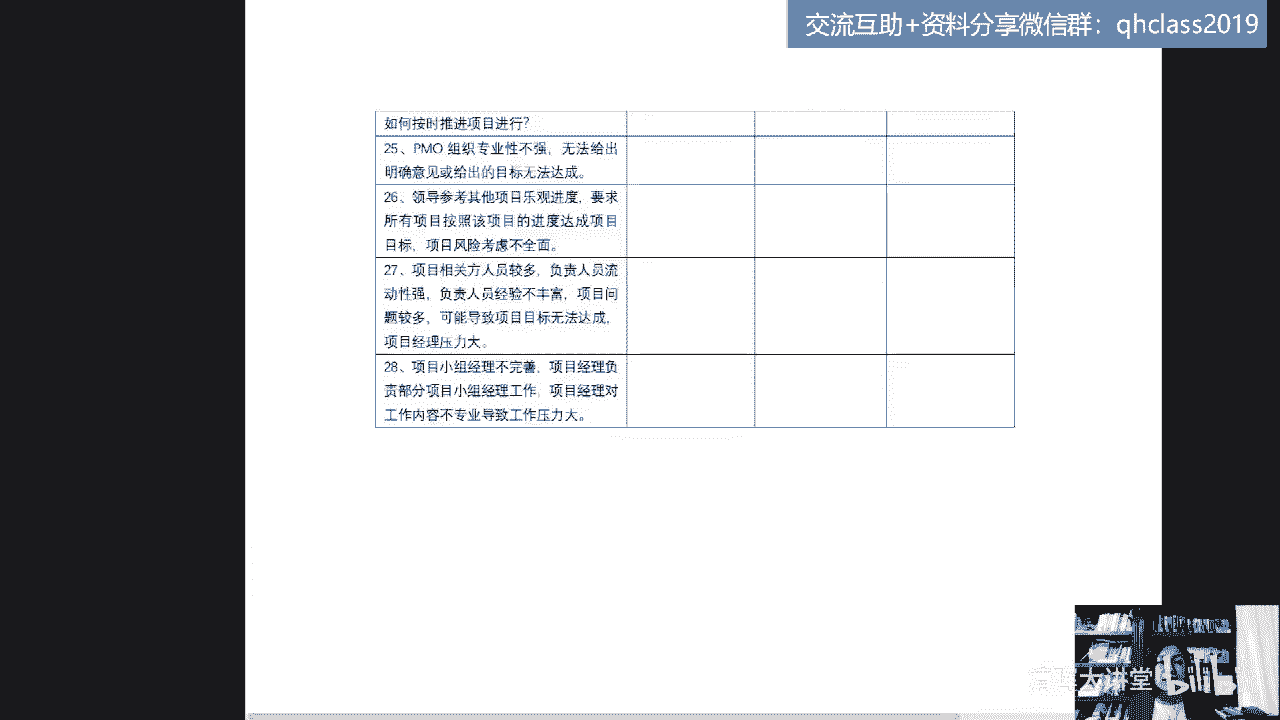 交流互助+资料分享微信群：qhclass2019
如何按时推进项目进行？
25、PMO 组织专业性不强，无法给出
明确意见或给出的目标无法达成。
26、领导参考其他项目乐观进度，要求
所有项目按照该项目的进度达成项目
目标，项目风险考虑不全面。
27、项目相关方人员较多，负责人员流
动性强，负责人员经验不丰富，项目问
题较多，可能导致项目目标无法达成，
项目经理压力大。
28、项目小组经理不完善，项目经理负
责部分项目小组经理工作，项目经理对
工作内容不专业导致工作压力大。
大讲堂